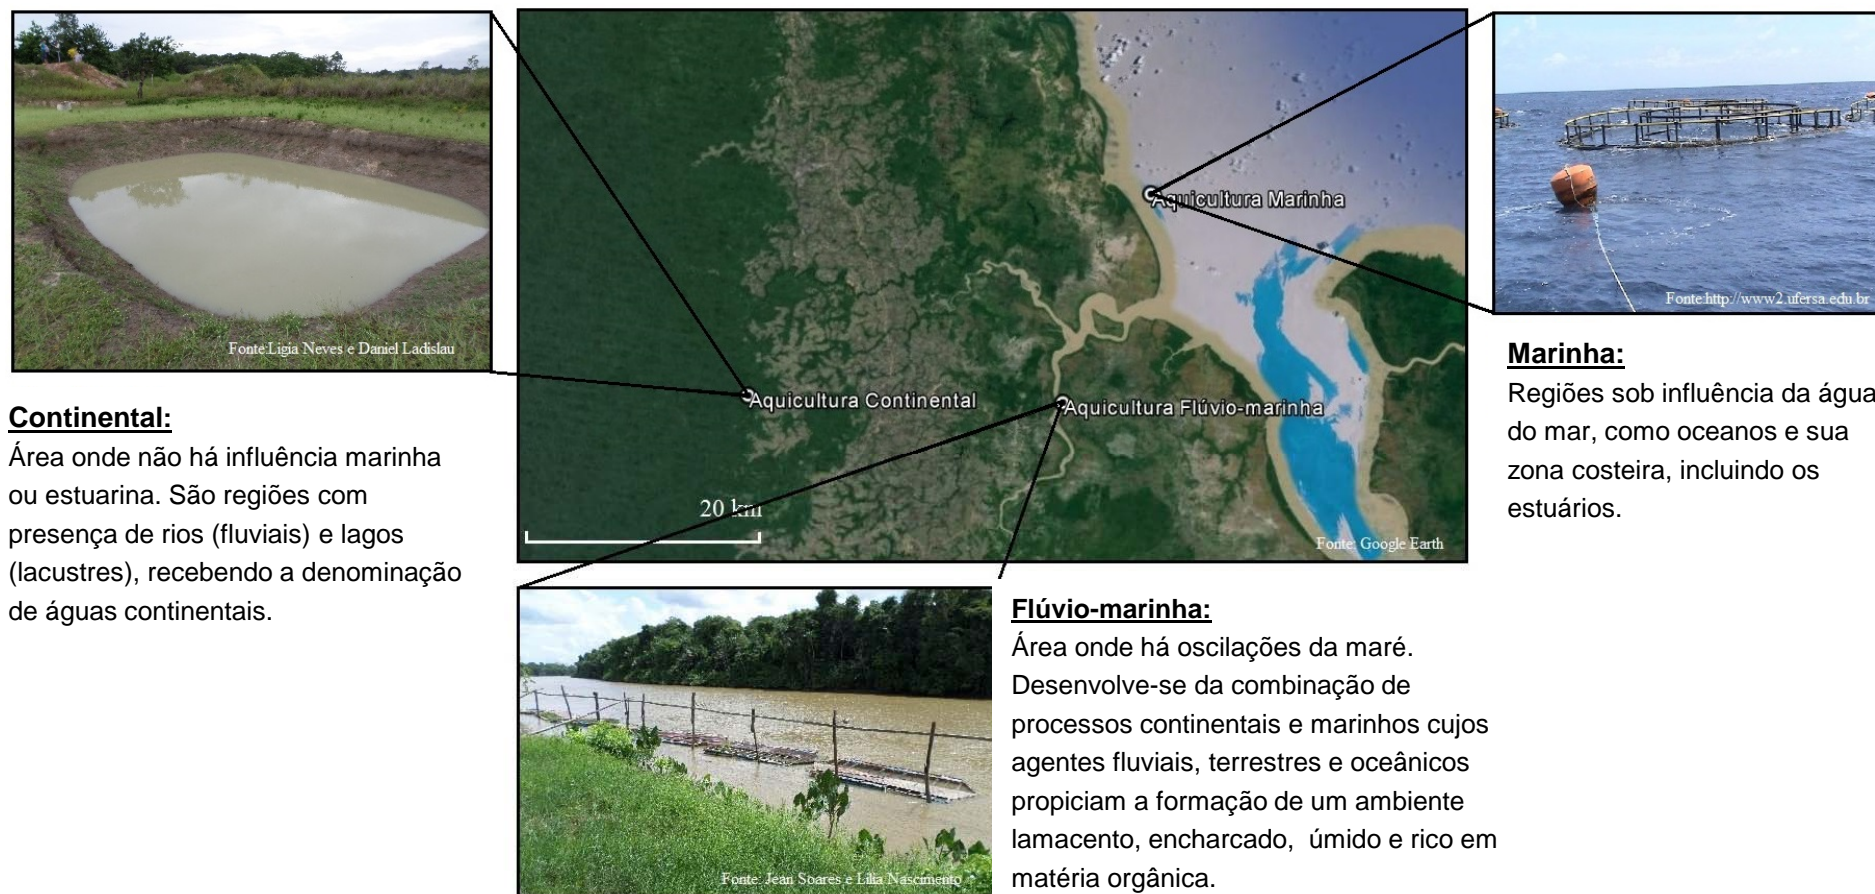 Fonte:Ligia Neves e Daniel Ladislau
Continental:
Área onde não há influência marinha
ou estuarina. São regiões com
presença de rios (fluviais) e lagos
(lacustres), recebendo a denominação
de águas continentais.
Aquicultura Marinha
Aquicultura Continental
Aquicultura Flúvio-marinha
20 km
Fonte: Google Earth
Fonte:http://www2.ufersa.edu.br
Marinha:
Regiões sob influência da água
do mar, como oceanos e sua
zona costeira, incluindo os
estuários.
Fonte: Jean Soares e Lilia Nascimento
Flúvio-marinha:
Área onde há oscilações da maré.
Desenvolve-se da combinação de
processos continentais e marinhos cujos
agentes fluviais, terrestres e oceânicos
propiciam a formação de um ambiente
lamacento, encharcado, úmido e rico em
matéria orgânica.